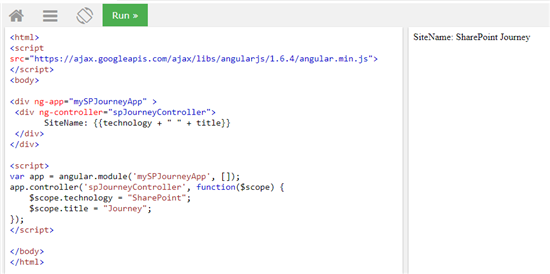 Run »
<html>
<script
src="https://ajax.googleapis.com/ajax/libs/angularjs/1.6.4/angular.min.js">
</script>
<body>
<div ng-app="mySPJourneyApp" >
<div ng-controller="spJourneyController">
SiteName: {{technology + " " + title}}
</div>
</div>
<script>
var app = angular.module('mySPJourneyApp', []);
app.controller('spJourneyController', function($scope) {
$scope.technology = "SharePoint";
$scope.title = "Journey";
});
</script>
</body>
</html>
SiteName: SharePoint Journey